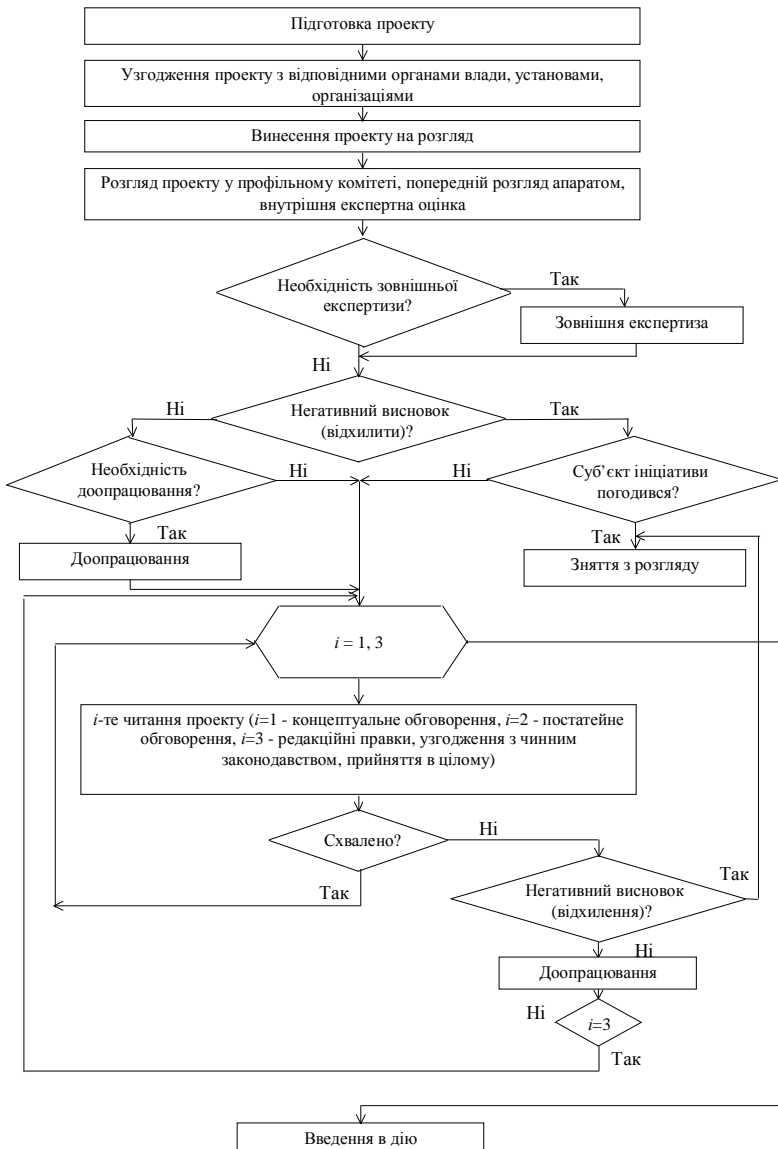 Підготовка проекту
Узгодження проекту з відповідними органами влади, установами,
організаціями
Винесення проекту на розгляд
Розгляд проекту у профільному комітеті, попередній розгляд апаратом,
внутрішня експертна оцінка
Необхідність зовнішньої
експертизи?
Так
Зовнішня експертиза
Ні
Негативний висновок
(відхилити)?
Ні
Так
Необхідність
доопрацювання?
Ні
Ні
Суб’єкт ініціативи
погодився?
Так
Так
Доопрацювання
Зняття з розгляду
i = 1, 3
i-те читання проекту (i=1 - концептуальне обговорення, i=2 - постатейне
обговорення, i=3 - редакційні правки, узгодження з чинним
законодавством, прийняття в цілому)
Схвалено?
Ні
Так
Так
Негативний висновок
(відхилення)?
Ні
Доопрацювання
Ні
i=3
Так
Введення в дію